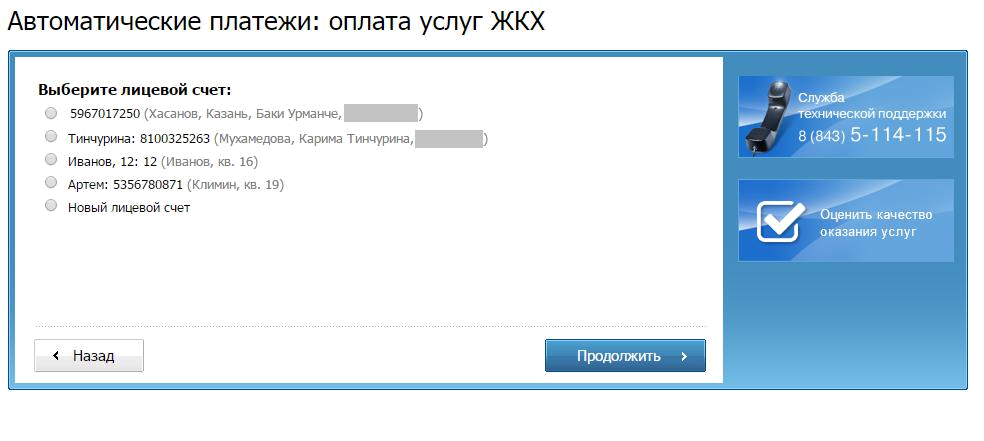 Автоматические платежи: оплата услуг ЖКХ
Выберите лицевой счет:
5967017250 (Хасанов, Казань, Баки Урманче, )
Тинчурина: 8100325263 (Мухамедова, Карима Тинчурина, )
Иванов, 12: 12 (Иванов, кв. 16)
Артем: 5356780871 (Климин, кв. 19)
Новый лицевой счет
Назад
Продолжить
Служба
технической поддержки
8 (843) 5-114-115
Оценить качество
оказания услуг